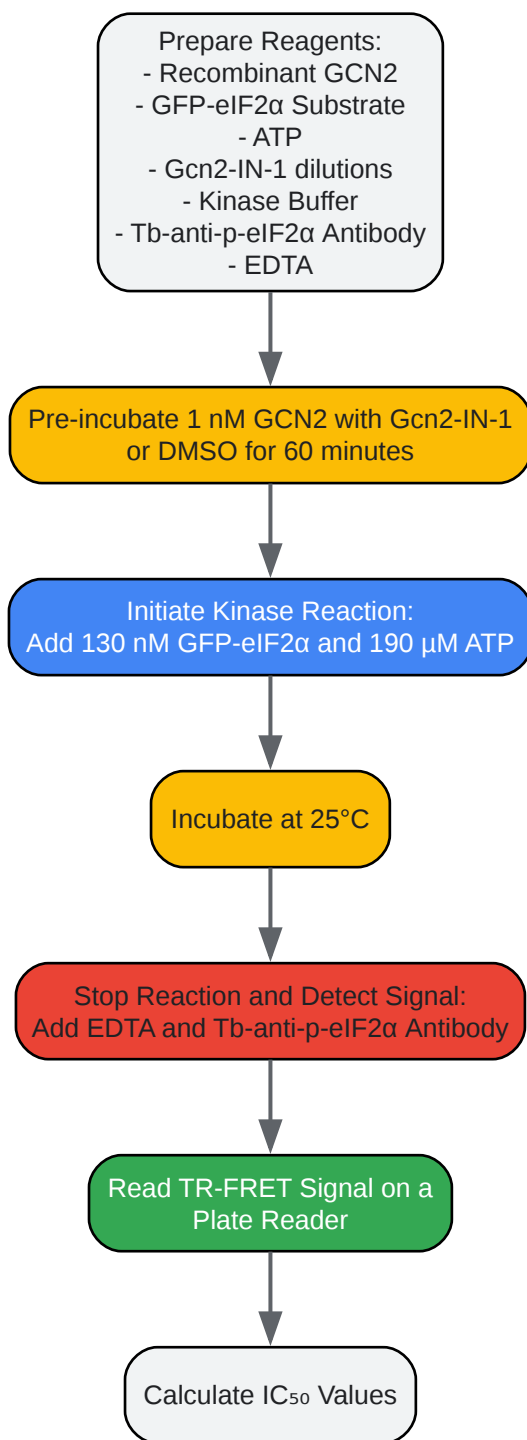 Prepare Reagents:
- Recombinant GCN2
- GFP-eIF2α Substrate
- ATP
- Gcn2-IN-1 dilutions
- Kinase Buffer
- Tb-anti-p-eIF2α Antibody
- EDTA
Pre-incubate 1 nM GCN2 with Gcn2-IN-1
or DMSO for 60 minutes
Initiate Kinase Reaction:
Add 130 nM GFP-eIF2α and 190 µM ATP
Incubate at 25°C
Stop Reaction and Detect Signal:
Add EDTA and Tb-anti-p-eIF2α Antibody
Read TR-FRET Signal on a
Plate Reader
Calculate IC₅₀ Values